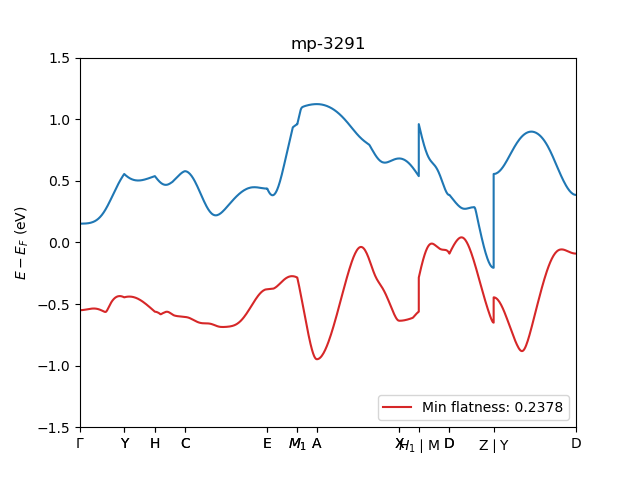 mp-3291
E − E_F (eV)
1.5
1.0
0.5
0.0
−0.5
−1.0
−1.5
Min flatness: 0.2378
Γ Y H C E M₁ A X H₁ | M D Z | Y D